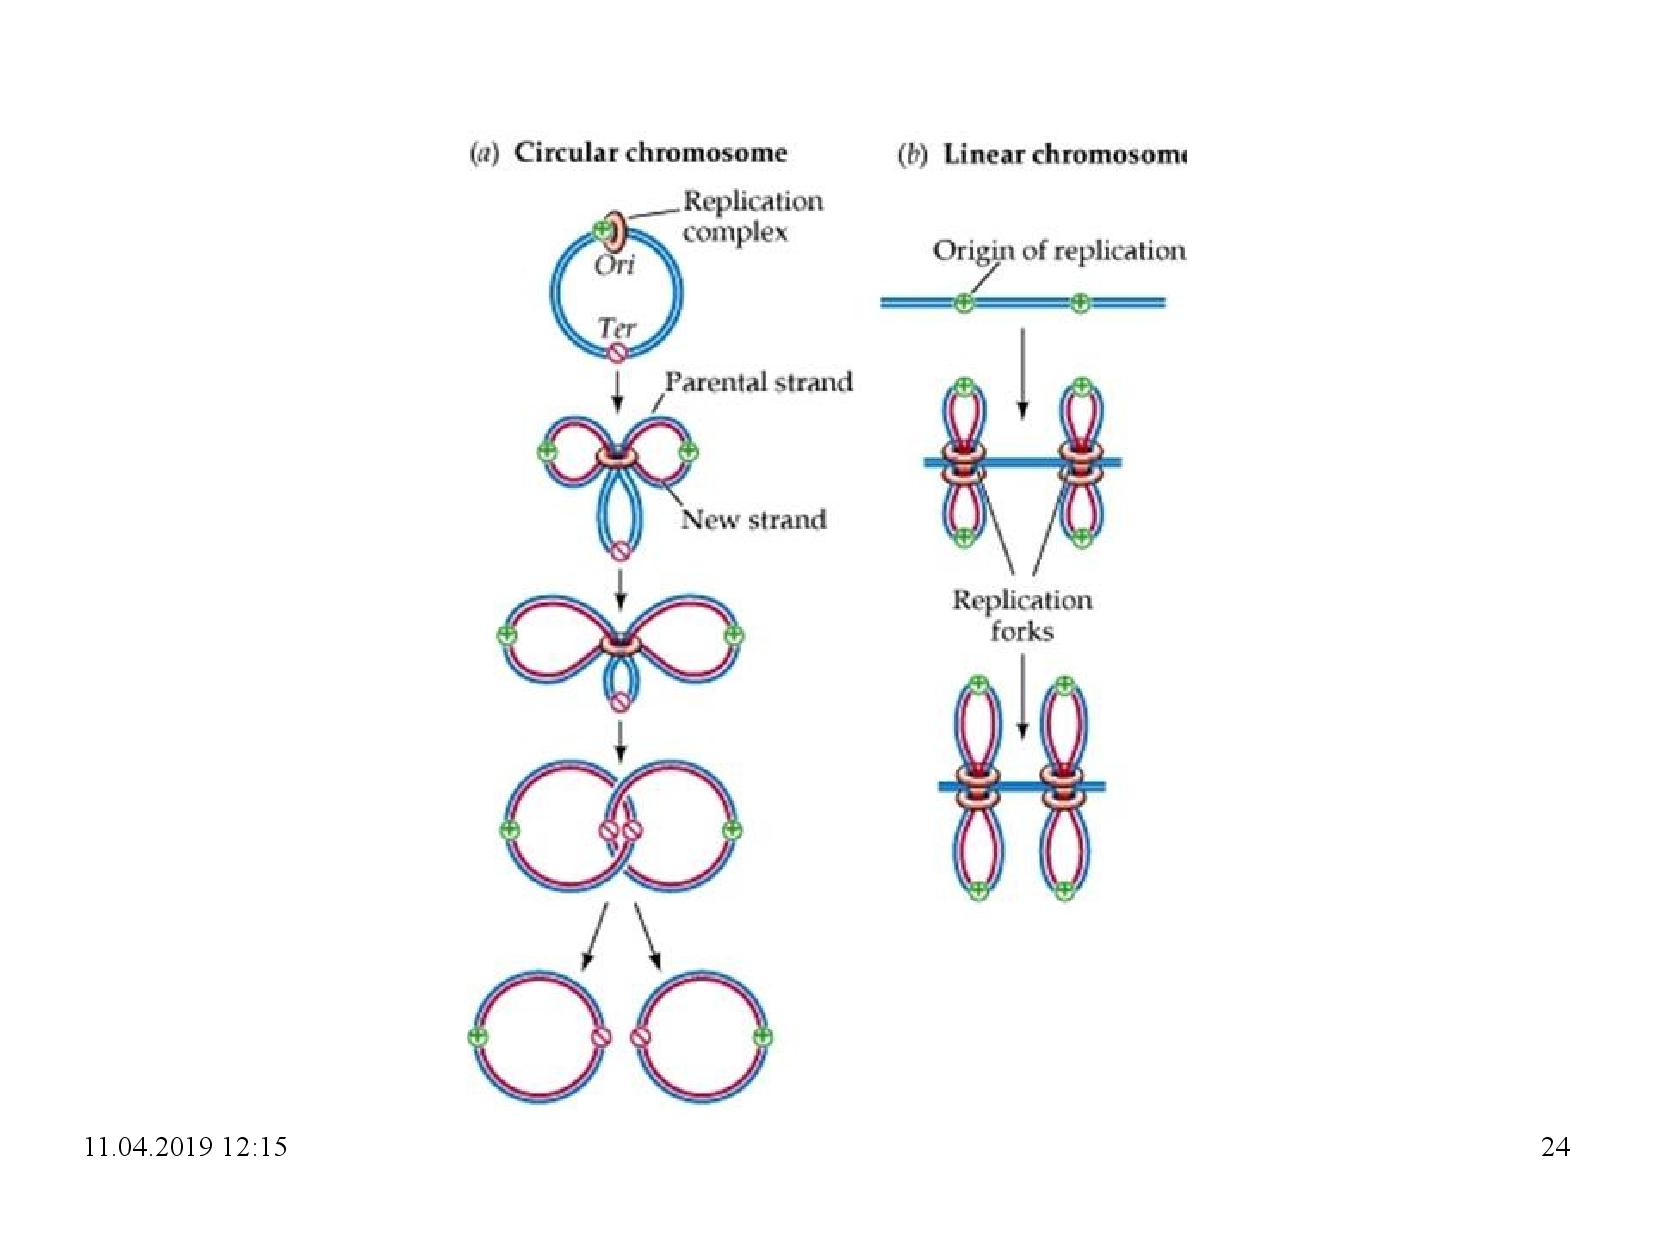 (a) Circular chromosome
Replication
complex
Ori
Ter
Parental strand
New strand
(b) Linear chromosom
Origin of replication
Replication
forks
11.04.2019 12:15
24